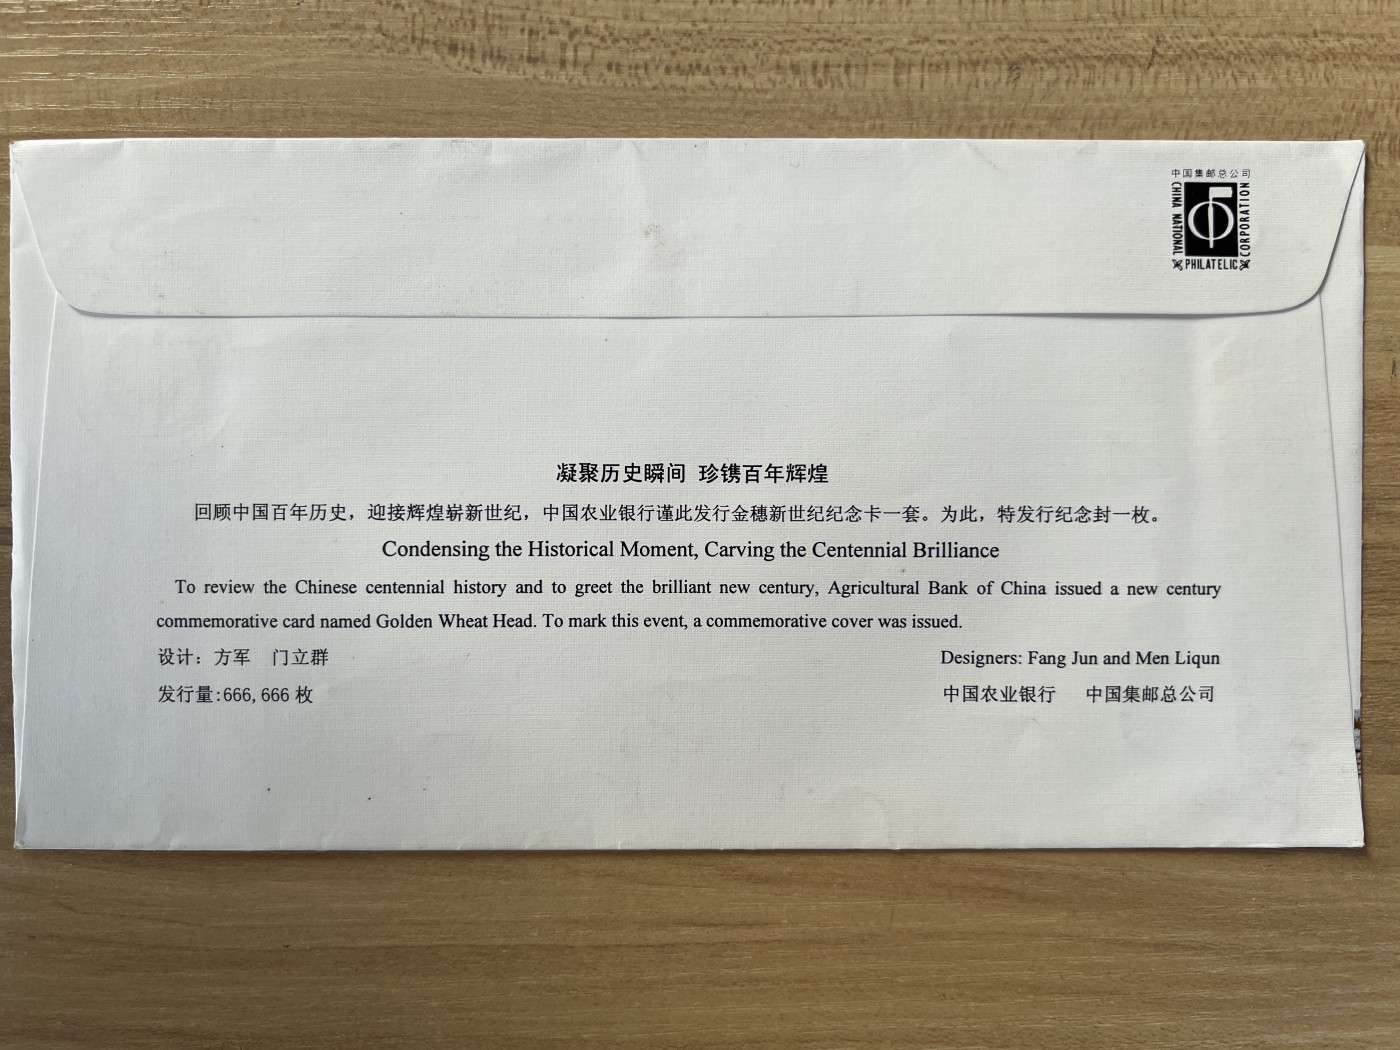 中国集邮总公司
CHINA NATIONAL
PHILATELIC
CORPORATION
凝聚历史瞬间 珍镌百年辉煌
回顾中国百年历史，迎接辉煌崭新世纪，中国农业银行谨此发行金穗新世纪纪念卡一套。为此，特发行纪念封一枚。
Condensing the Historical Moment, Carving the Centennial Brilliance
To review the Chinese centennial history and to greet the brilliant new century, Agricultural Bank of China issued a new century
commemorative card named Golden Wheat Head. To mark this event, a commemorative cover was issued.
设计：方军 门立群 Designers: Fang Jun and Men Liqun
发行量:666,666 枚 中国农业银行 中国集邮总公司